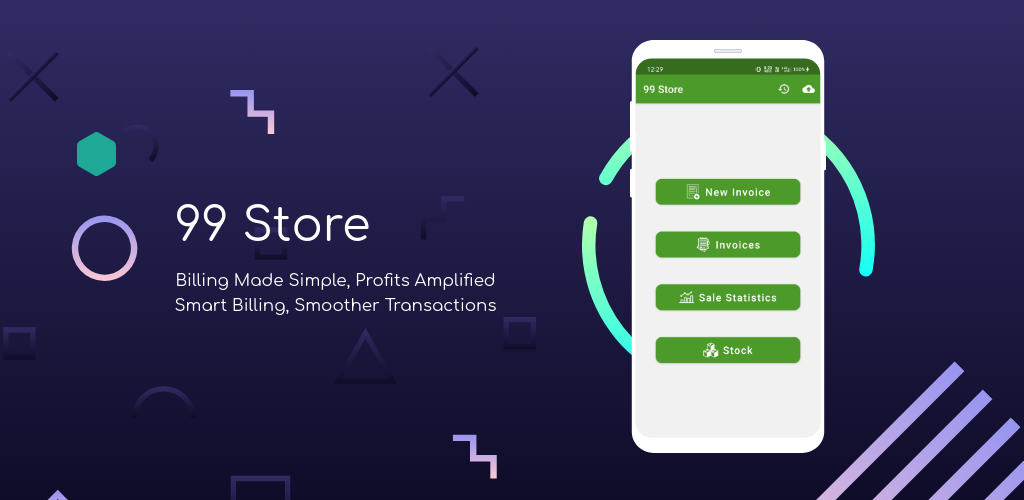 99 Store
Billing Made Simple, Profits Amplified
Smart Billing, Smoother Transactions
12:29
100%
99 Store
New Invoice
Invoices
Sale Statistics
Stock